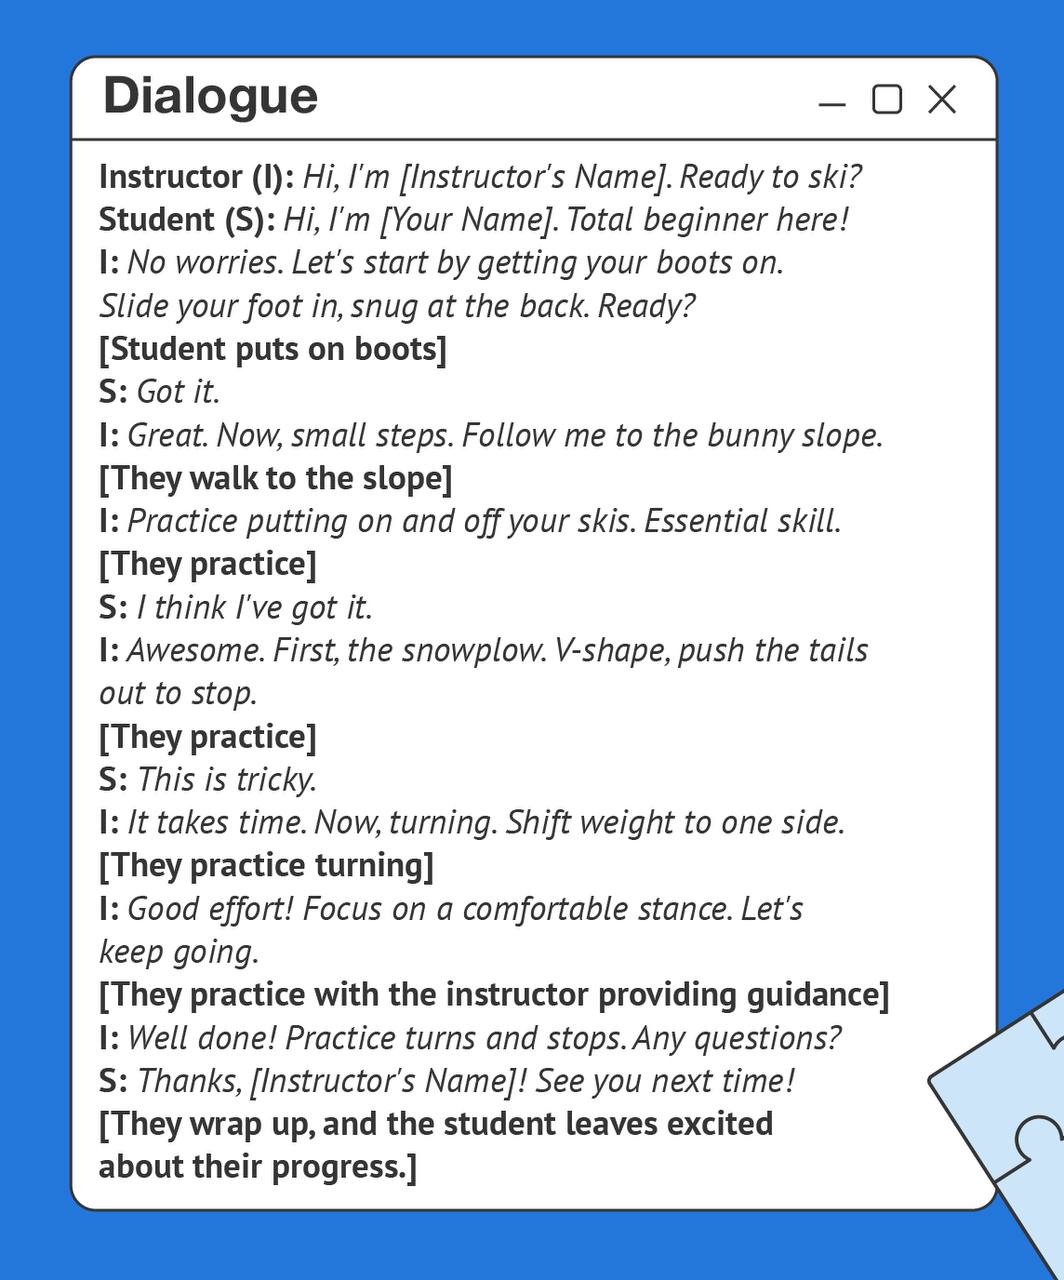 Dialogue
Instructor (I): Hi, I'm [Instructor's Name]. Ready to ski?
Student (S): Hi, I'm [Your Name]. Total beginner here!
I: No worries. Let's start by getting your boots on.
Slide your foot in, snug at the back. Ready?
[Student puts on boots]
S: Got it.
I: Great. Now, small steps. Follow me to the bunny slope.
[They walk to the slope]
I: Practice putting on and off your skis. Essential skill.
[They practice]
S: I think I've got it.
I: Awesome. First, the snowplow. V-shape, push the tails
out to stop.
[They practice]
S: This is tricky.
I: It takes time. Now, turning. Shift weight to one side.
[They practice turning]
I: Good effort! Focus on a comfortable stance. Let's
keep going.
[They practice with the instructor providing guidance]
I: Well done! Practice turns and stops. Any questions?
S: Thanks, [Instructor's Name]! See you next time!
[They wrap up, and the student leaves excited
about their progress.]